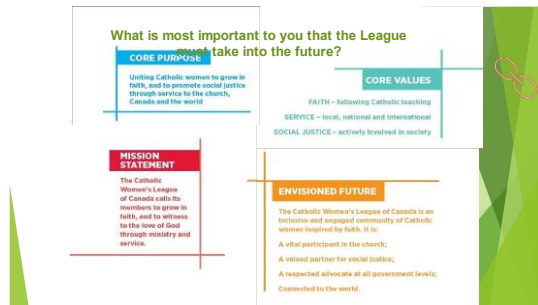 What is most important to you that the League
must take into the future?
CORE PURPOSE
Uniting Catholic women to grow in
faith, and to promote social justice
through service to the church,
Canada and the world
CORE VALUES
FAITH – following Catholic teaching
SERVICE – local, national and international
SOCIAL JUSTICE – actively involved in society
MISSION
STATEMENT
The Catholic
Women's League
of Canada calls its
members to grow in
faith, and to witness
to the love of God
through ministry and
service.
ENVISIONED FUTURE
The Catholic Women's League of Canada is an
inclusive and engaged community of Catholic
women inspired by faith. It is:
A vital participant in the church;
A valued partner for social justice;
A respected advocate at all government levels;
Connected to the world.